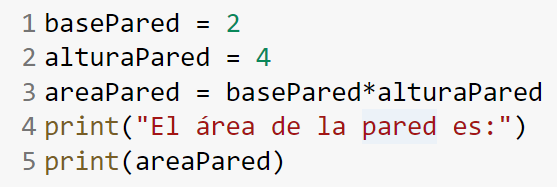 1 basePared = 2
2 alturaPared = 4
3 areaPared = basePared*alturaPared
4 print("El área de la pared es:")
5 print(areaPared)